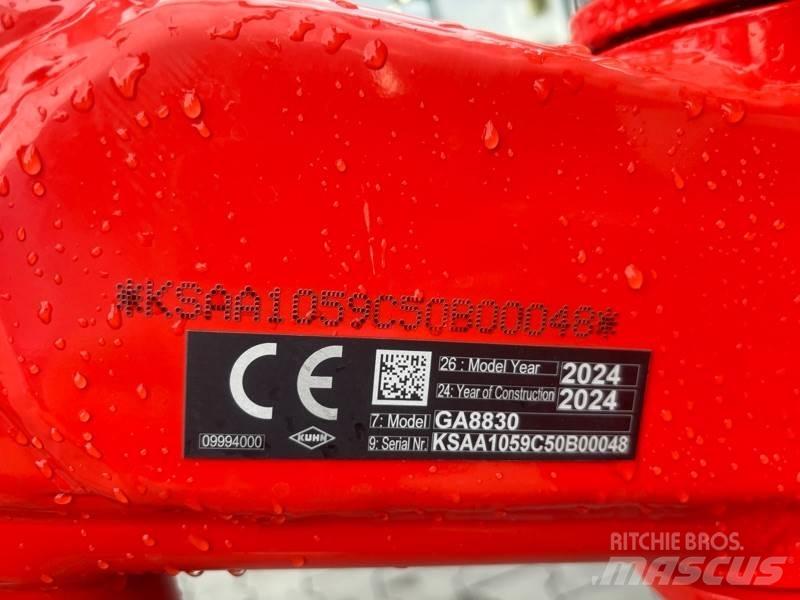 *KSAA1059C50B00048*
CE
26 : Model Year 2024
24: Year of Construction 2024
7: Model GA8830
9: Serial Nr. KSAA1059C50B00048
09994000
KUHN
RITCHIE BROS.
MASCUS